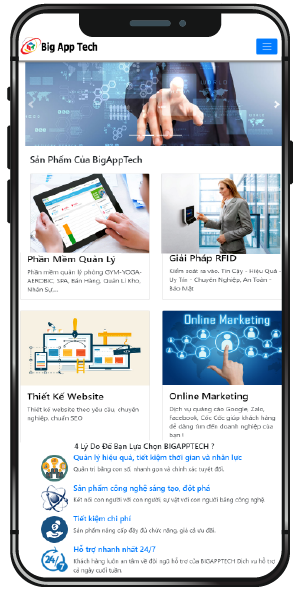 Big App Tech
Sản Phẩm Của BigAppTech
Phần Mềm Quản Lý
Phần mềm quản lý phòng GYM-YOGA-
AEROBIC, SPA, Bán Hàng, Quản Lí Kho,
Nhân Sự,...
Giải Pháp RFID
Kiểm soát ra vào. Tin Cậy - Hiệu Quả -
Uy Tín - Chuyên Nghiệp, An Toàn -
Bảo Mật
Online Marketing
Thiết Kế Website
Thiết kế website theo yêu cầu, chuyên
nghiệp, chuẩn SEO
Online Marketing
Dịch vụ quảng cáo Google, Zalo,
Facebook, Cốc Cốc giúp khách hàng
dễ dàng tìm đến doanh nghiệp của
bạn !
4 Lý Do Để Bạn Lựa Chọn BIGAPPTECH ?
Quản lý hiệu quả, tiết kiệm thời gian và nhân lực
Quản trị bằng con số, nhanh gọn và chính xác tuyệt đối.
Sản phẩm công nghệ sáng tạo, đột phá
Kết nối con người với con người, sự vật với con người bằng công nghệ.
Tiết kiệm chi phí
Sản phẩm nâng cấp đầy đủ chức năng, giá cả ưu đãi.
24/7
Hỗ trợ nhanh nhất 24/7
Khách hàng luôn an tâm về đội ngũ hỗ trợ của BIGAPPTECH Dịch vụ hỗ trợ
cả ngày cuối tuần.